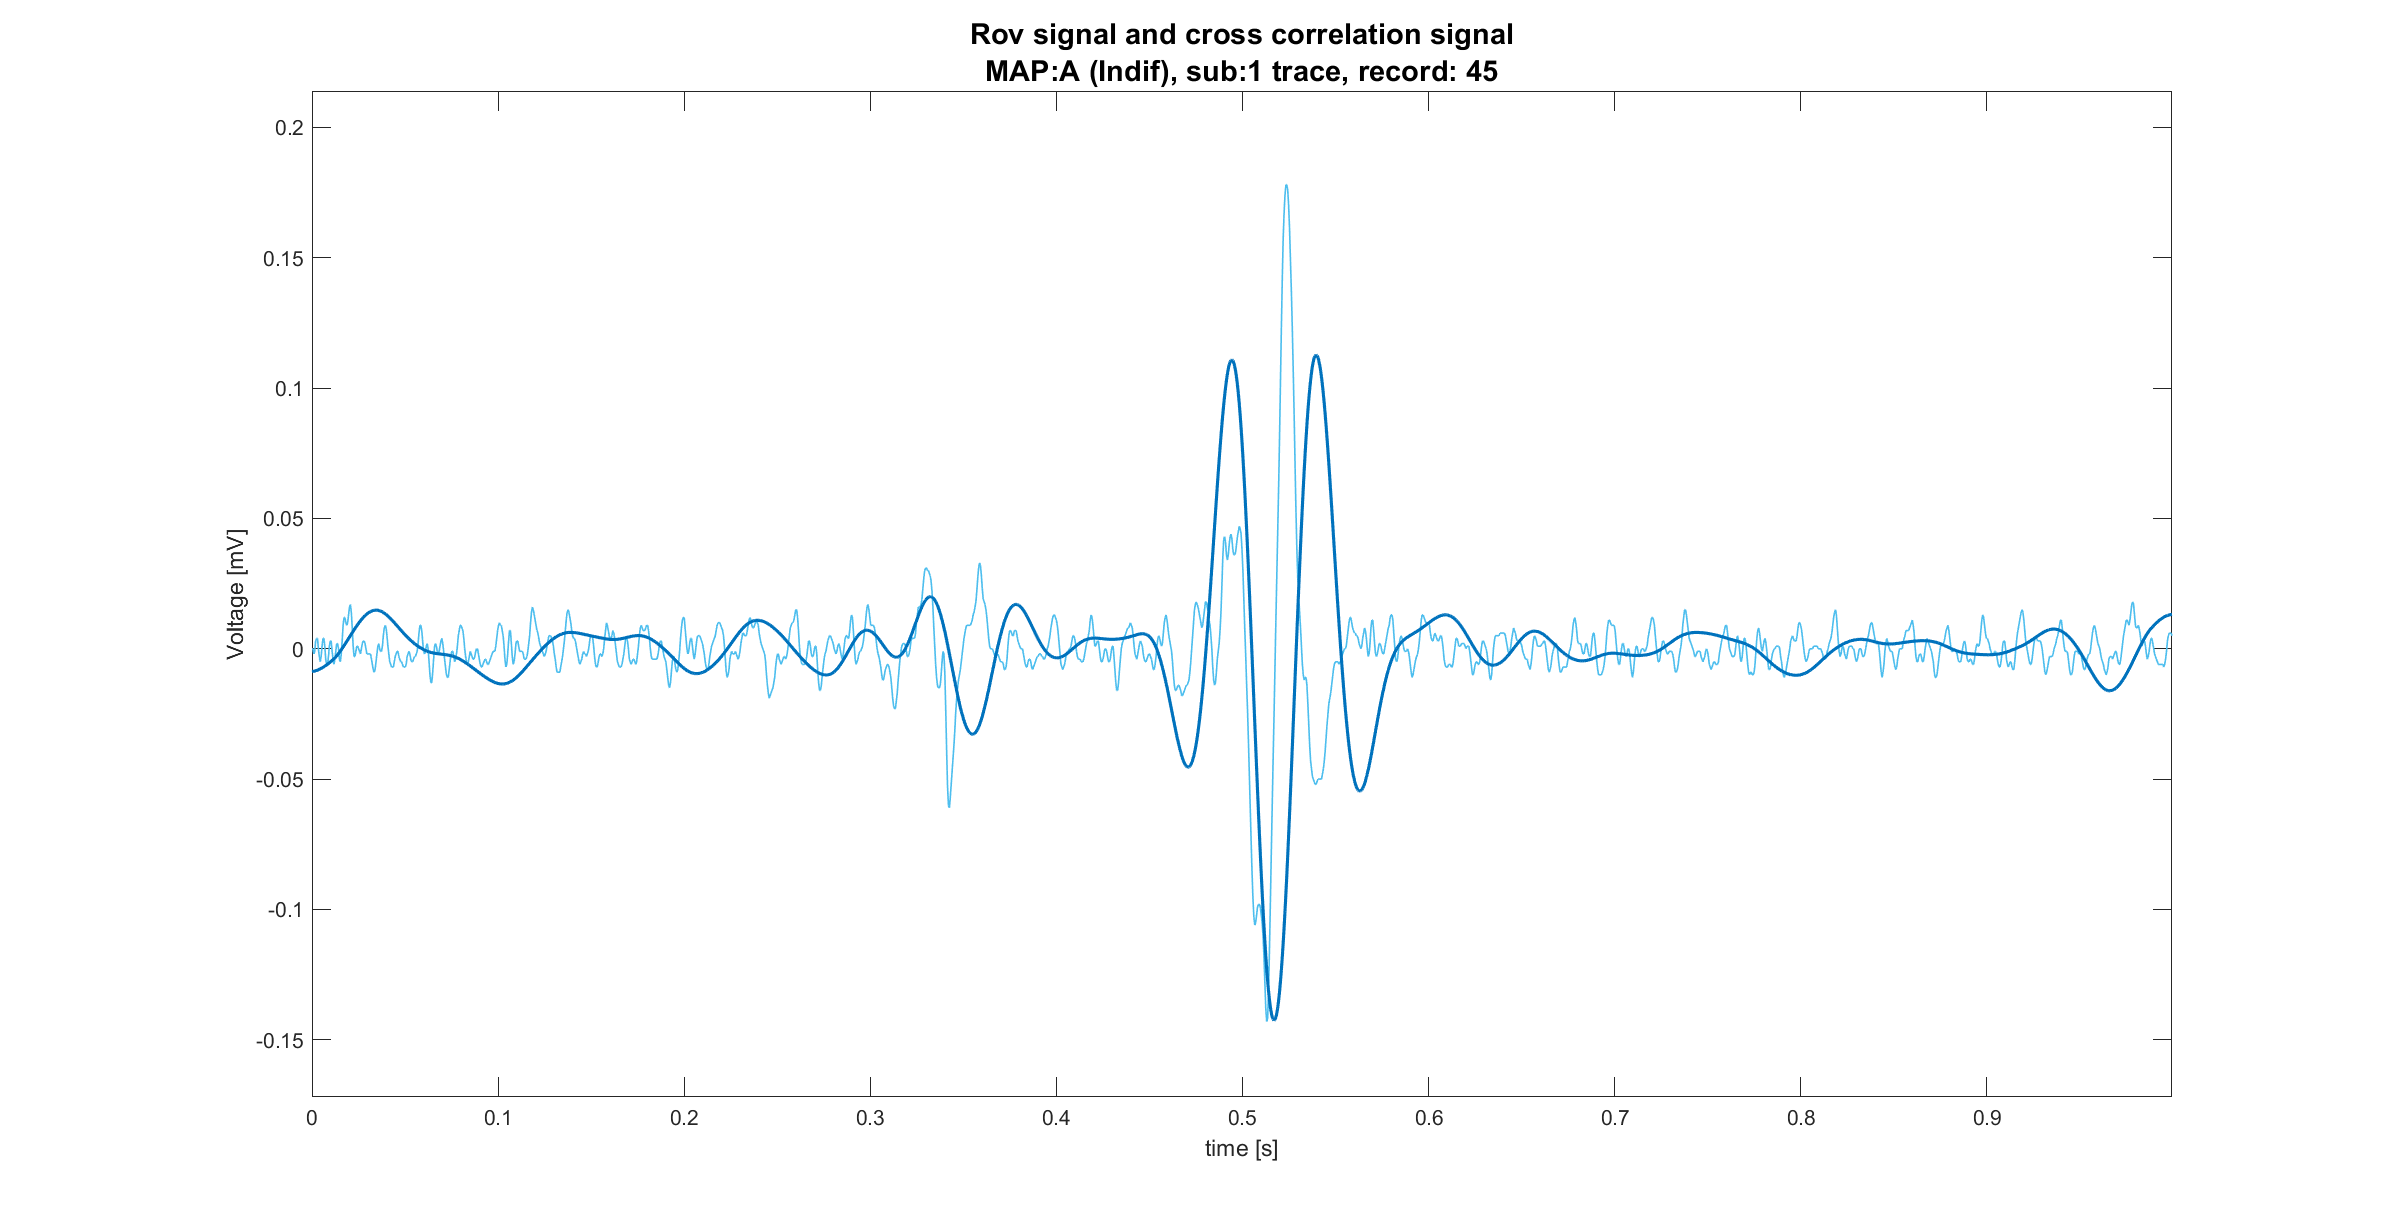 Rov signal and cross correlation signal
MAP:A (Indif), sub:1 trace, record: 45
0.2
0.15
0.1
0.05
0
-0.05
-0.1
-0.15
Voltage [mV]
0 0.1 0.2 0.3 0.4 0.5 0.6 0.7 0.8 0.9
time [s]